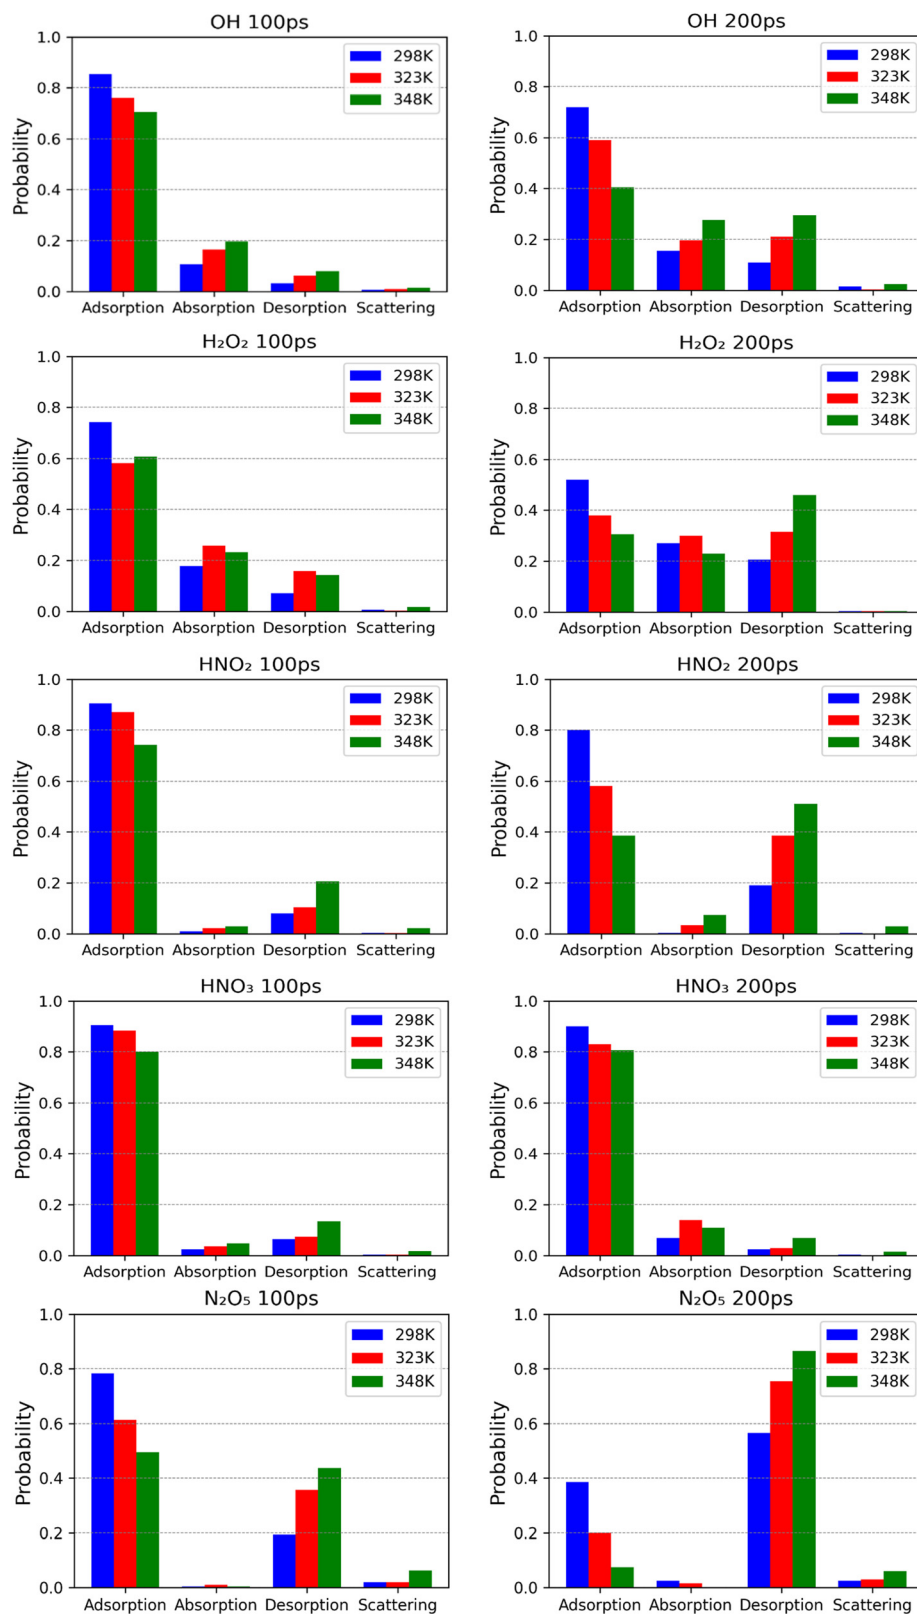 OH 100ps
1.0
0.8
0.6
0.4
0.2
0.0
Probability
298K
323K
348K
Adsorption Absorption Desorption Scattering
OH 200ps
1.0
0.8
0.6
0.4
0.2
0.0
Probability
298K
323K
348K
Adsorption Absorption Desorption Scattering
H₂O₂ 100ps
1.0
0.8
0.6
0.4
0.2
0.0
Probability
298K
323K
348K
Adsorption Absorption Desorption Scattering
H₂O₂ 200ps
1.0
0.8
0.6
0.4
0.2
0.0
Probability
298K
323K
348K
Adsorption Absorption Desorption Scattering
HNO₂ 100ps
1.0
0.8
0.6
0.4
0.2
0.0
Probability
298K
323K
348K
Adsorption Absorption Desorption Scattering
HNO₂ 200ps
1.0
0.8
0.6
0.4
0.2
0.0
Probability
298K
323K
348K
Adsorption Absorption Desorption Scattering
HNO₃ 100ps
1.0
0.8
0.6
0.4
0.2
0.0
Probability
298K
323K
348K
Adsorption Absorption Desorption Scattering
HNO₃ 200ps
1.0
0.8
0.6
0.4
0.2
0.0
Probability
298K
323K
348K
Adsorption Absorption Desorption Scattering
N₂O₅ 100ps
1.0
0.8
0.6
0.4
0.2
0.0
Probability
298K
323K
348K
Adsorption Absorption Desorption Scattering
N₂O₅ 200ps
1.0
0.8
0.6
0.4
0.2
0.0
Probability
298K
323K
348K
Adsorption Absorption Desorption Scattering